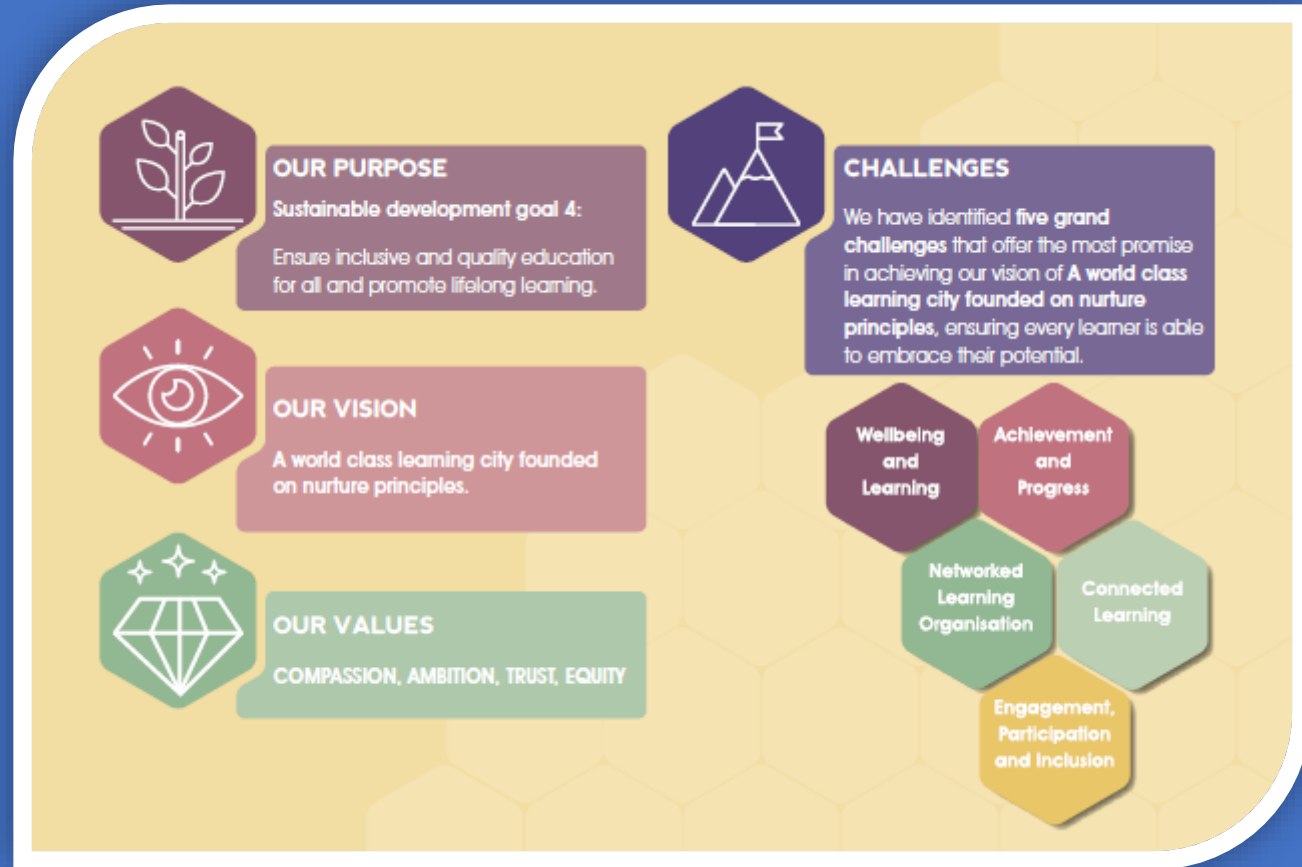 OUR PURPOSE
Sustainable development goal 4:
Ensure inclusive and quality education
for all and promote lifelong learning.
OUR VISION
A world class learning city founded
on nurture principles.
OUR VALUES
COMPASSION, AMBITION, TRUST, EQUITY
CHALLENGES
We have identified five grand
challenges that offer the most promise
in achieving our vision of A world class
learning city founded on nurture
principles, ensuring every learner is able
to embrace their potential.
Wellbeing
and
Learning
Achievement
and
Progress
Networked
Learning
Organisation
Connected
Learning
Engagement,
Participation
and Inclusion